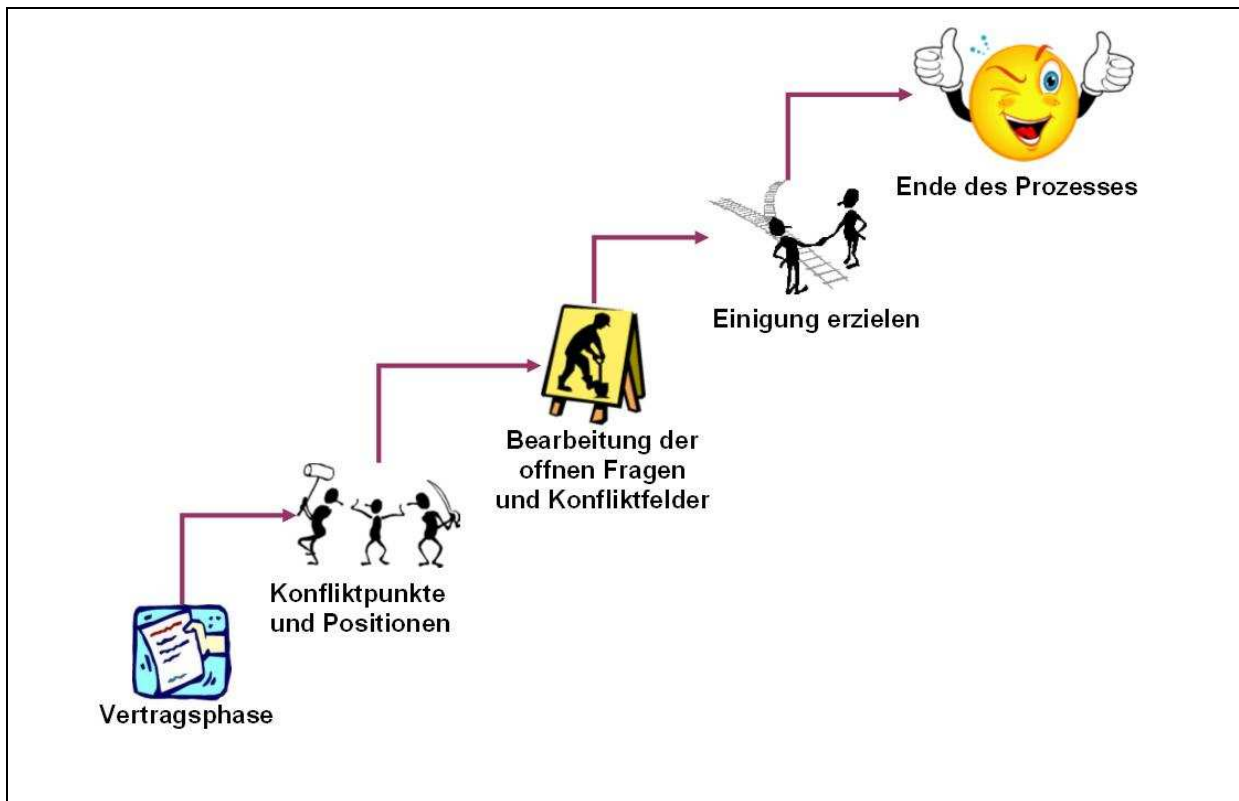 Ende des Prozesses
Einigung erzielen
Bearbeitung der
offnen Fragen
und Konfliktfelder
Konfliktpunkte
und Positionen
Vertragsphase